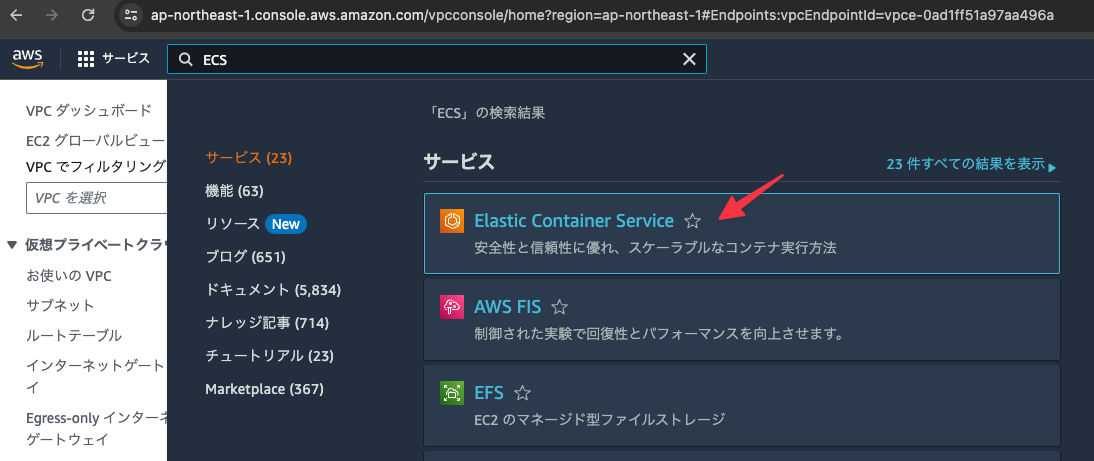 ap-northeast-1.console.aws.amazon.com/vpcconsole/home?region=ap-northeast-1#Endpoints:vpcEndpointId=vpce-0ad1ff51a97aa496a
aws
サービス
ECS
VPC ダッシュボード
EC2 グローバルビュー
VPC でフィルタリング
VPC を選択
仮想プライベートクラウ
お使いの VPC
サブネット
ルートテーブル
インターネットゲート
イ
Egress-only インターネ
ゲートウェイ
「ECS」の検索結果
サービス (23)
機能 (63)
リソース New
ブログ (651)
ドキュメント (5,834)
ナレッジ記事 (714)
チュートリアル (23)
Marketplace (367)
サービス
23 件すべての結果を表示
Elastic Container Service
安全性と信頼性に優れ、スケーラブルなコンテナ実行方法
AWS FIS
制御された実験で回復性とパフォーマンスを向上させます。
EFS
EC2 のマネージド型ファイルストレージ